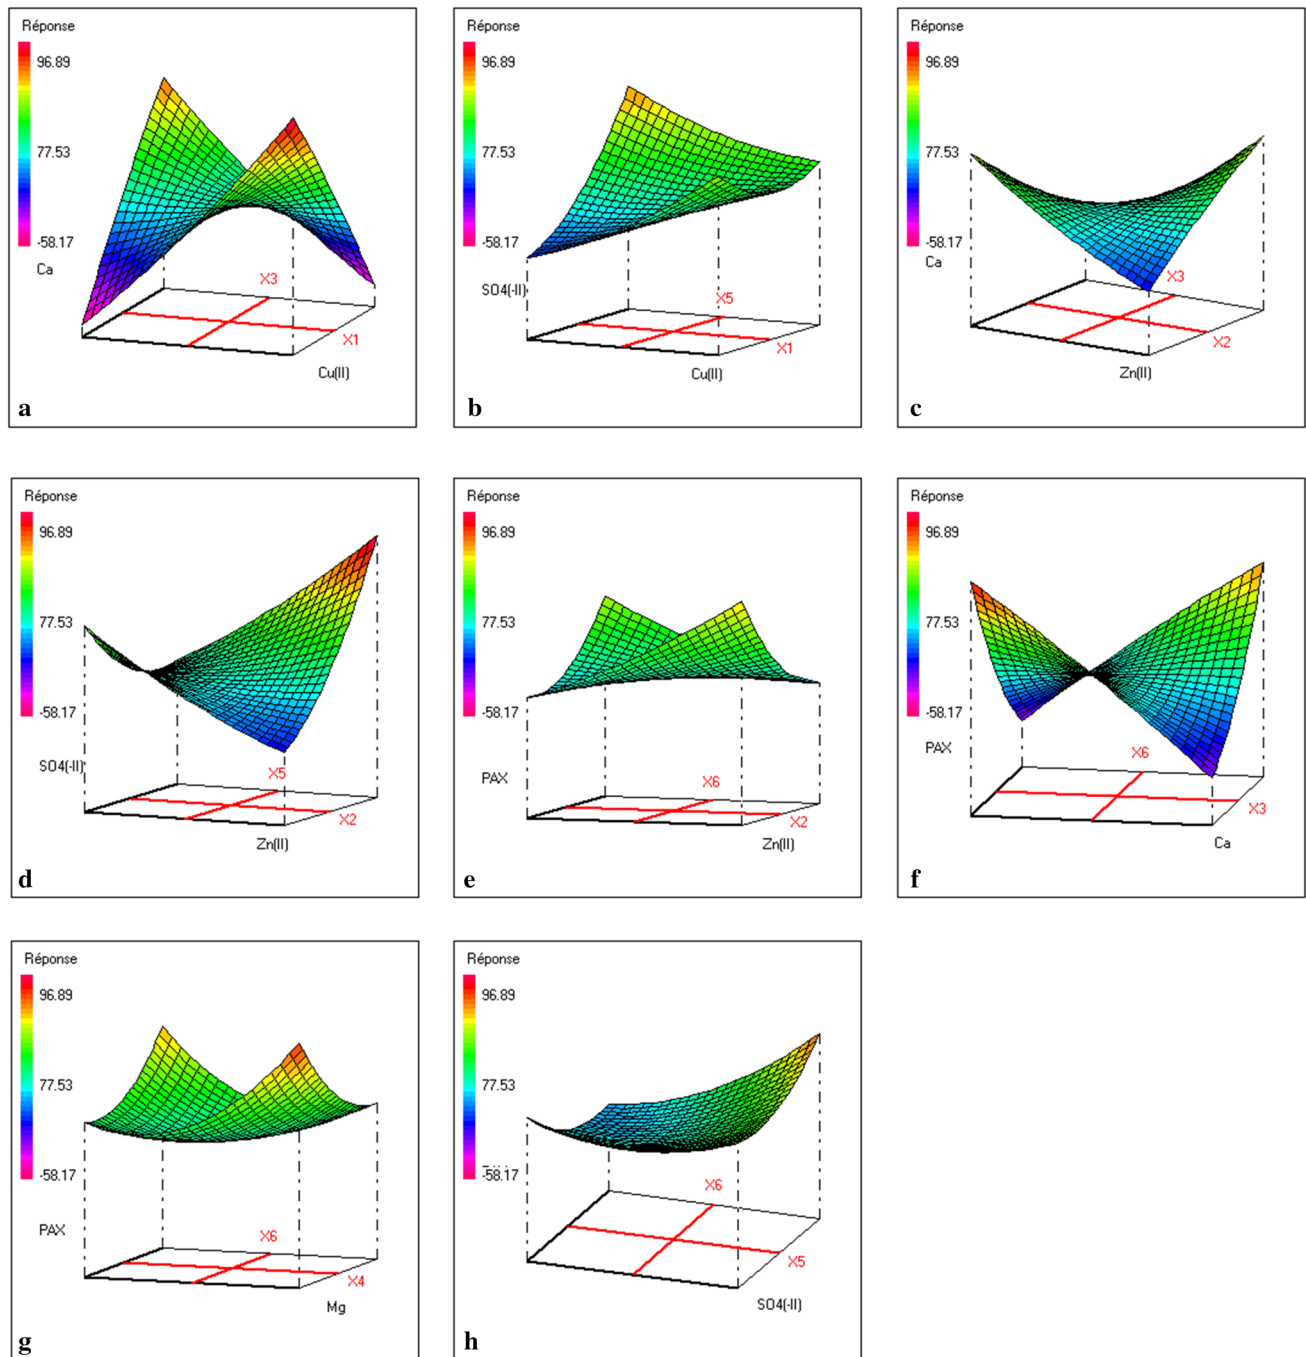 Réponse
96.89
77.53
-58.17
Ca
X3
X1
Cu(II)
a
Réponse
96.89
77.53
-58.17
SO4(-II)
X5
X1
Cu(II)
b
Réponse
96.89
77.53
-58.17
Ca
X3
X2
Zn(II)
c
Réponse
96.89
77.53
-58.17
SO4(-II)
X5
X2
Zn(II)
d
Réponse
96.89
77.53
-58.17
PAX
X6
X2
Zn(II)
e
Réponse
96.89
77.53
-58.17
PAX
X6
X3
Ca
f
Réponse
96.89
77.53
-58.17
PAX
X6
X4
Mg
g
Réponse
96.89
77.53
-58.17
X6
X5
SO4(-II)
h